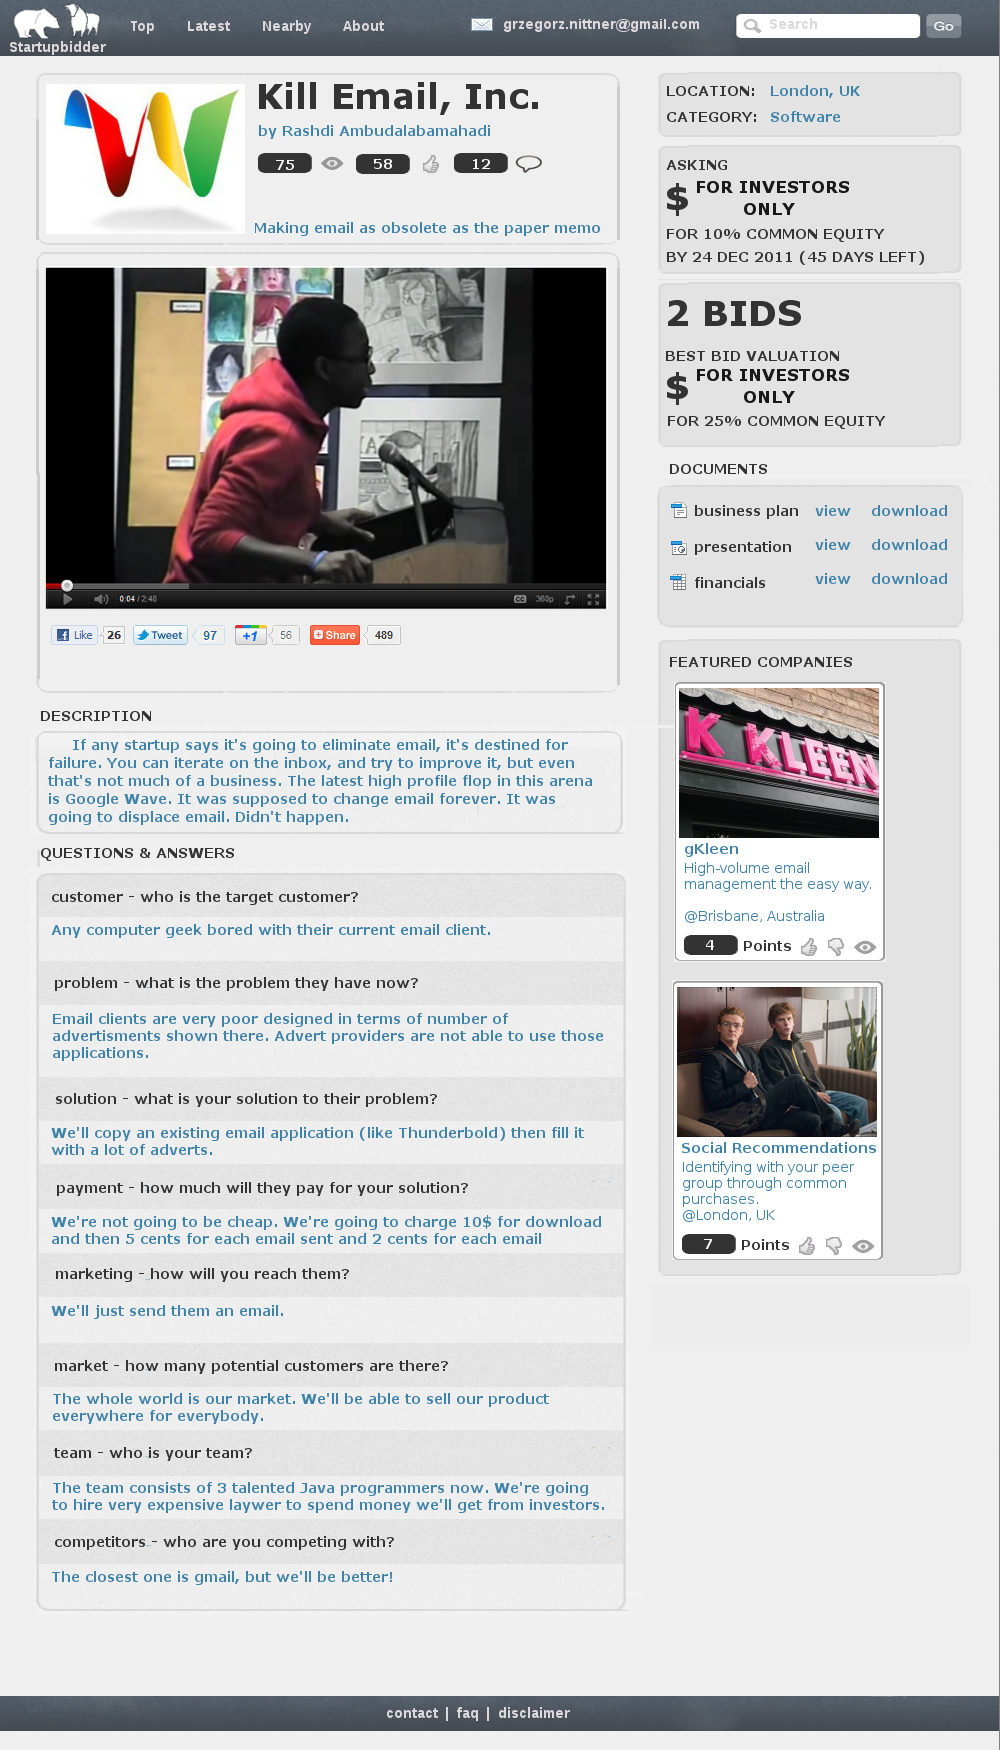 Top Latest Nearby About grzegorz.nittner@gmail.com Search Go
Startupbidder
Kill Email, Inc.
by Rashdi Ambudalabamahadi
75 58 12
Making email as obsolete as the paper memo
0:04 / 2:48 CC 360p
Like 26 Tweet 97 +1 56 Share 489
DESCRIPTION
If any startup says it's going to eliminate email, it's destined for
failure. You can iterate on the inbox, and try to improve it, but even
that's not much of a business. The latest high profile flop in this arena
is Google Wave. It was supposed to change email forever. It was
going to displace email. Didn't happen.
QUESTIONS & ANSWERS
customer - who is the target customer?
Any computer geek bored with their current email client.
problem - what is the problem they have now?
Email clients are very poor designed in terms of number of
advertisments shown there. Advert providers are not able to use those
applications.
solution - what is your solution to their problem?
We'll copy an existing email application (like Thunderbold) then fill it
with a lot of adverts.
payment - how much will they pay for your solution?
We're not going to be cheap. We're going to charge 10$ for download
and then 5 cents for each email sent and 2 cents for each email
marketing - how will you reach them?
We'll just send them an email.
market - how many potential customers are there?
The whole world is our market. We'll be able to sell our product
everywhere for everybody.
team - who is your team?
The team consists of 3 talented Java programmers now. We're going
to hire very expensive laywer to spend money we'll get from investors.
competitors - who are you competing with?
The closest one is gmail, but we'll be better!
LOCATION: London, UK
CATEGORY: Software
ASKING
$ FOR INVESTORS
ONLY
FOR 10% COMMON EQUITY
BY 24 DEC 2011 (45 DAYS LEFT)
2 BIDS
BEST BID VALUATION
$ FOR INVESTORS
ONLY
FOR 25% COMMON EQUITY
DOCUMENTS
business plan view download
presentation view download
financials view download
FEATURED COMPANIES
K KLEEN
gKleen
High-volume email
management the easy way.
@Brisbane, Australia
4 Points
Social Recommendations
Identifying with your peer
group through common
purchases.
@London, UK
7 Points
contact | faq | disclaimer